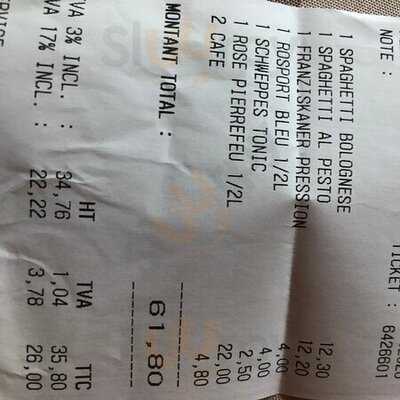 NOTE :
TICKET : 6426601
1 SPAGHETTI BOLOGNESE 12,30
1 SPAGHETTI AL PESTO 12,20
1 FRANZISKANER PRESSION
1 ROSPORT BLEU 1/2L 4,00
1 SCHWEPPES TONIC 4,00
1 ROSE PIERREFEU 1/2L 2,50
2 CAFE 22,00
4,80
MONTANT TOTAL : 61,80
HT TVA TTC
VA 3% INCL. : 34,76 1,04 35,80
VA 17% INCL. : 22,22 3,78 26,00